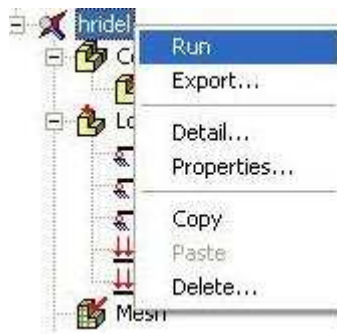 hridel
Run
Export...
Detail...
Properties...
Copy
Paste
Delete...
Mesh